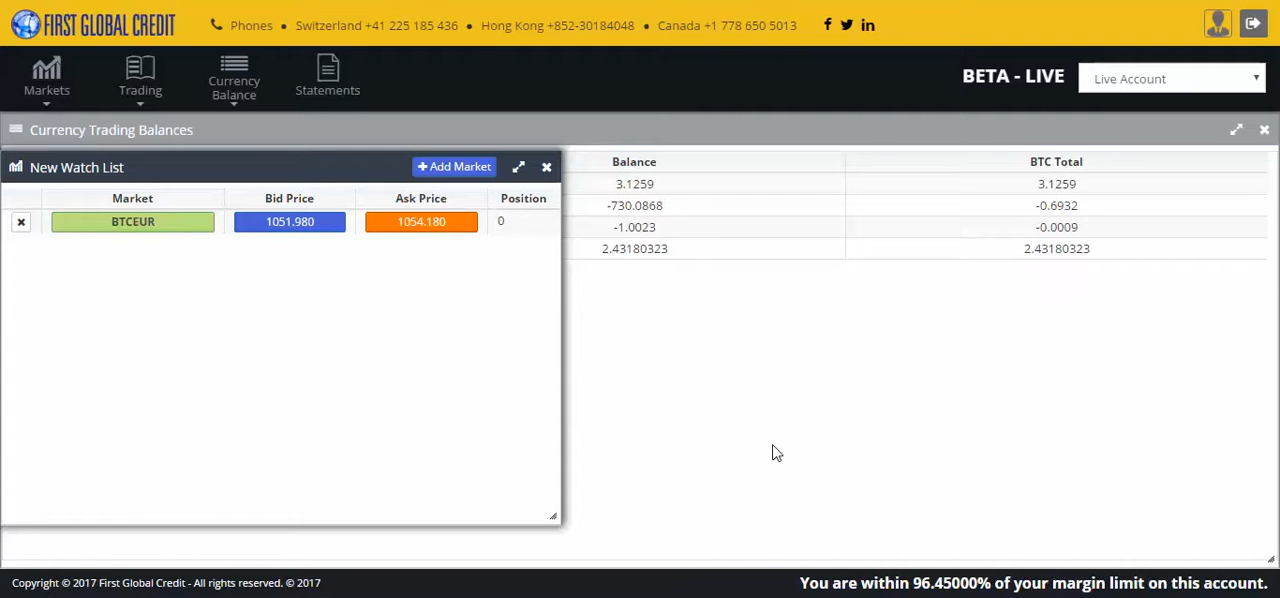 FIRST GLOBAL CREDIT
Phones • Switzerland +41 225 185 436 • Hong Kong +852-30184048 • Canada +1 778 650 5013
Markets
Trading
Currency
Balance
Statements
BETA - LIVE
Live Account
Currency Trading Balances
New Watch List
Add Market
Market Bid Price Ask Price Position
BTCEUR 1051.980 1054.180 0
Balance BTC Total
3.1259 3.1259
-730.0868 -0.6932
-1.0023 -0.0009
2.43180323 2.43180323
Copyright © 2017 First Global Credit - All rights reserved. © 2017
You are within 96.45000% of your margin limit on this account.